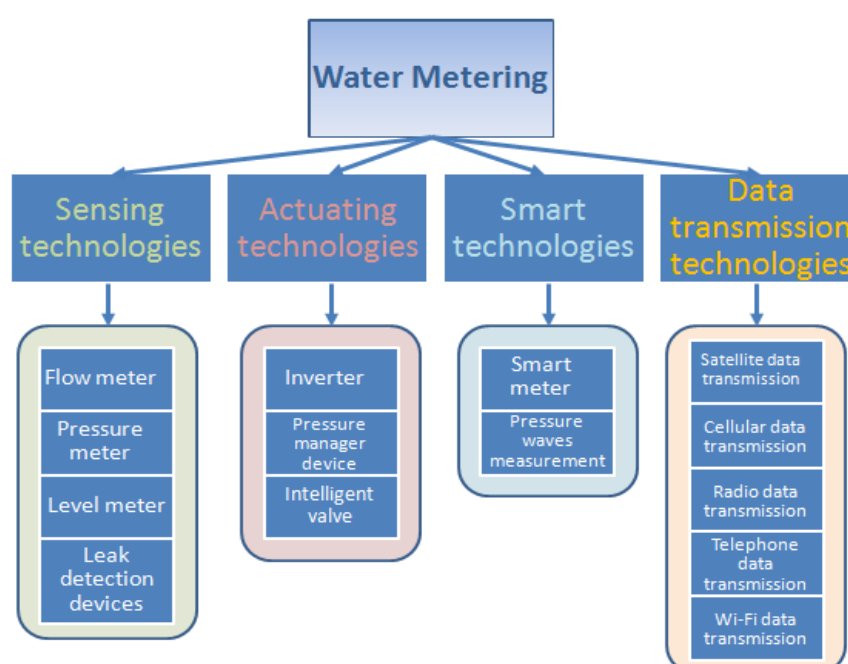 Water Metering
Sensing
technologies
Actuating
technologies
Smart
technologies
Data
transmission
technologies
Flow meter
Pressure
meter
Level meter
Leak
detection
devices
Inverter
Pressure
manager
device
Intelligent
valve
Smart
meter
Pressure
waves
measurement
Satellite data
transmission
Cellular data
transmission
Radio data
transmission
Telephone
data
transmission
Wi-Fi data
transmission